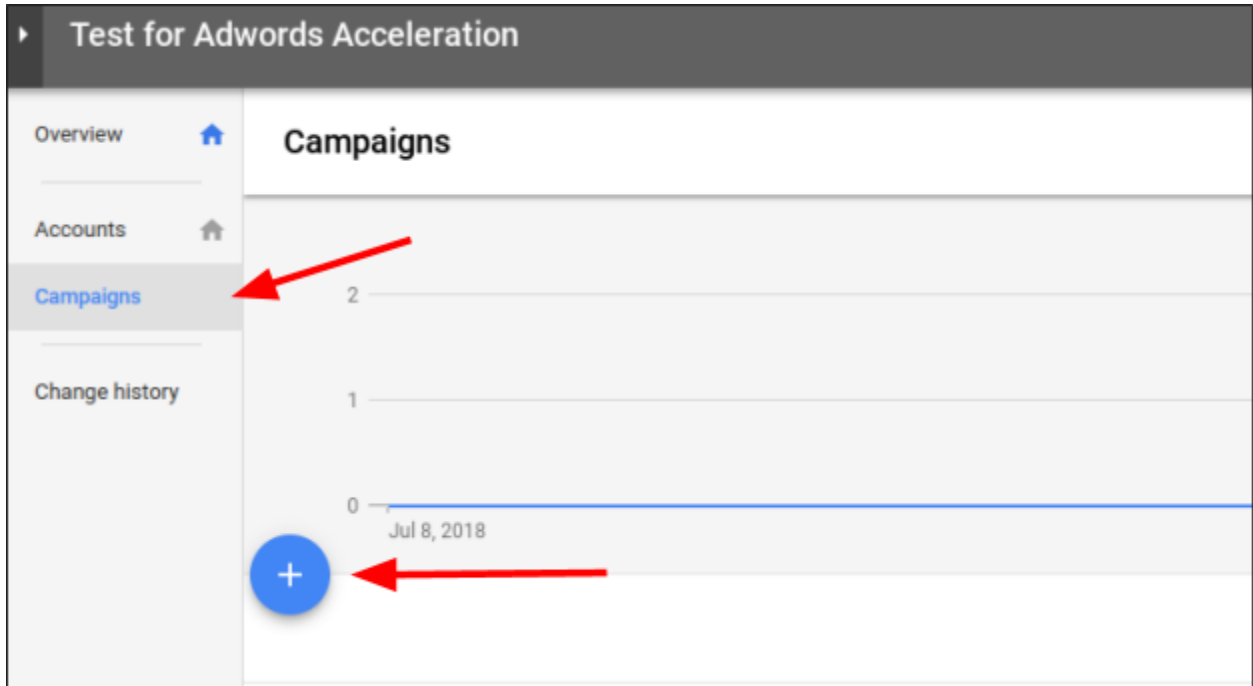 Test for Adwords Acceleration
Overview
Campaigns
Accounts
Campaigns
Change history
2
1
0
Jul 8, 2018
+